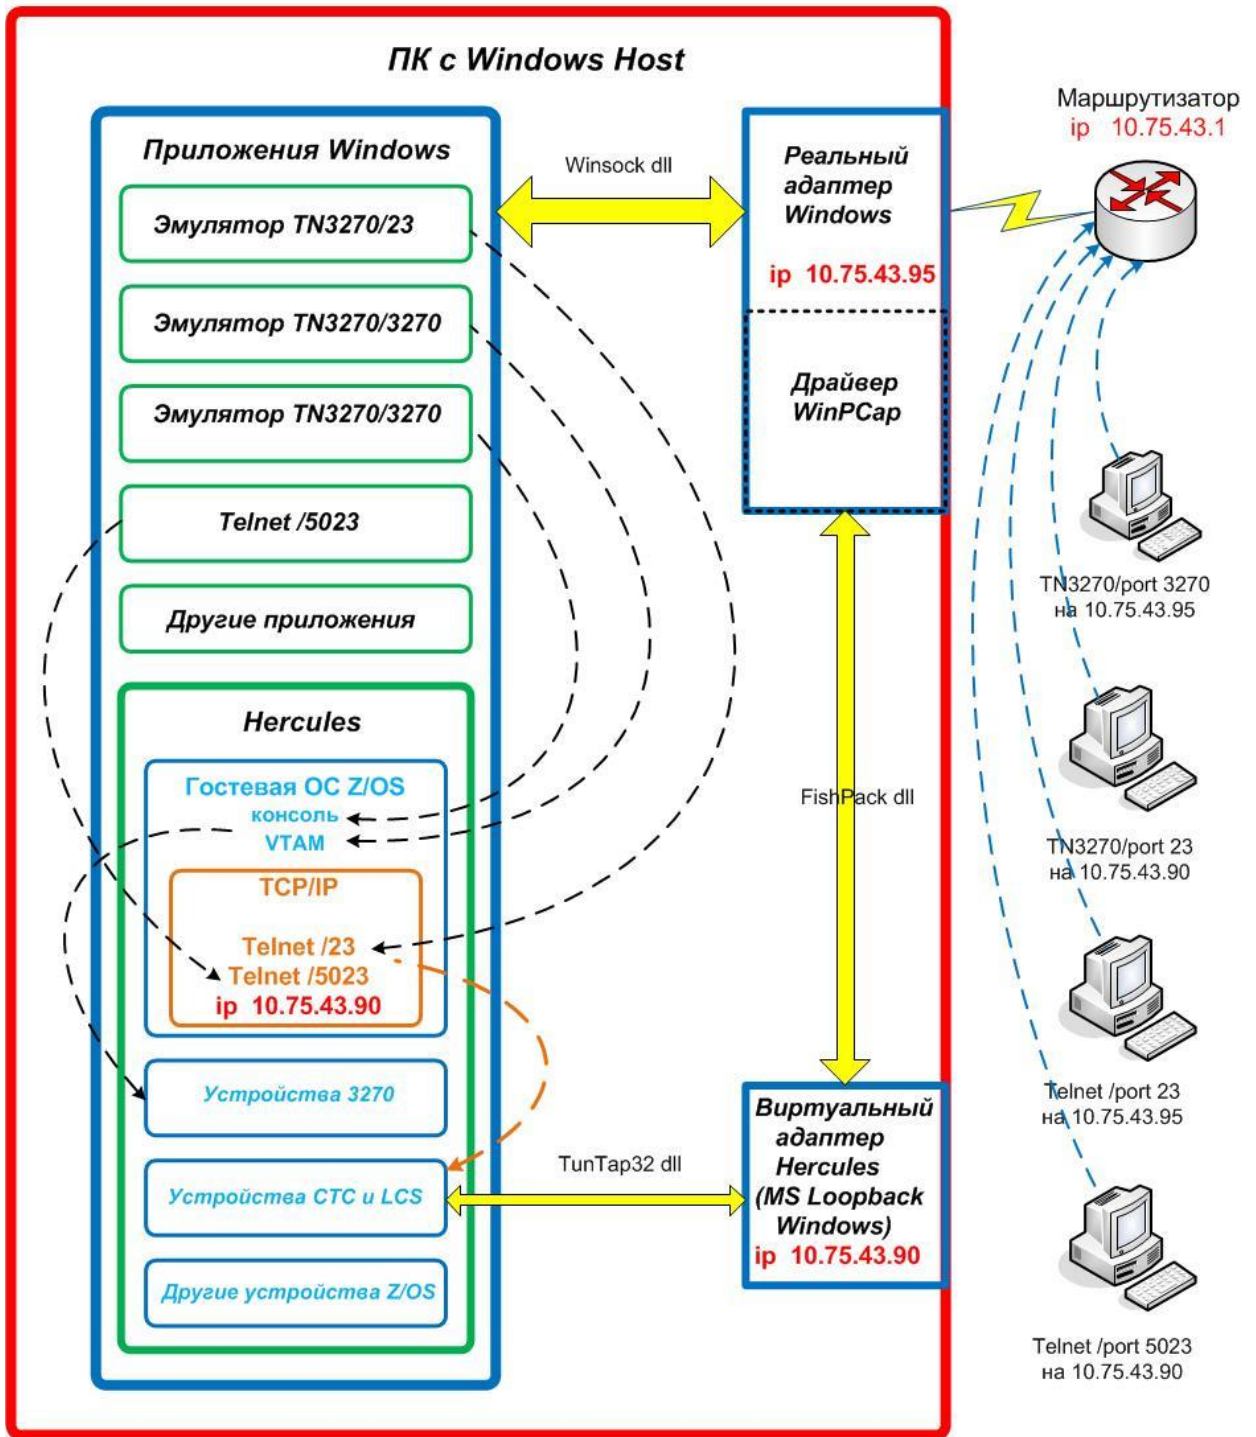 ПК с Windows Host
Приложения Windows
Эмулятор TN3270/23
Эмулятор TN3270/3270
Эмулятор TN3270/3270
Telnet /5023
Другие приложения
Hercules
Гостевая ОС Z/OS
консоль
VTAM
TCP/IP
Telnet /23
Telnet /5023
ip 10.75.43.90
Устройства 3270
Устройства СТС и LCS
Другие устройства Z/OS
Winsock dll
Реальный
адаптер
Windows
ip 10.75.43.95
Драйвер
WinPCap
FishPack dll
TunTap32 dll
Виртуальный
адаптер
Hercules
(MS Loopback
Windows)
ip 10.75.43.90
Маршрутизатор
ip 10.75.43.1
TN3270/port 3270
на 10.75.43.95
TN3270/port 23
на 10.75.43.90
Telnet /port 23
на 10.75.43.95
Telnet /port 5023
на 10.75.43.90